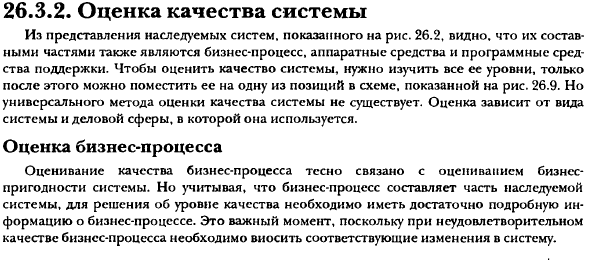 26.3.2. Оценка качества системы
Из представления наследуемых систем, показанного на рис. 26.2, видно, что их состав-
ными частями также являются бизнес-процесс, аппаратные средства и программные сред-
ства поддержки. Чтобы оценить качество системы, нужно изучить все ее уровни, только
после этого можно поместить ее на одну из позиций в схеме, показанной на рис. 26.9. Но
универсального метода оценки качества системы не существует. Оценка зависит от вида
системы и деловой сферы, в которой она используется.
Оценка бизнес-процесса
Оценивание качества бизнес-процесса тесно связано с оцениванием бизнес-
пригодности системы. Но учитывая, что бизнес-процесс составляет часть наследуемой
системы, для решения об уровне качества необходимо иметь достаточно подробную ин-
формацию о бизнес-процессе. Это важный момент, поскольку при неудовлетворительном
качестве бизнес-процесса необходимо вносить соответствующие изменения в систему.